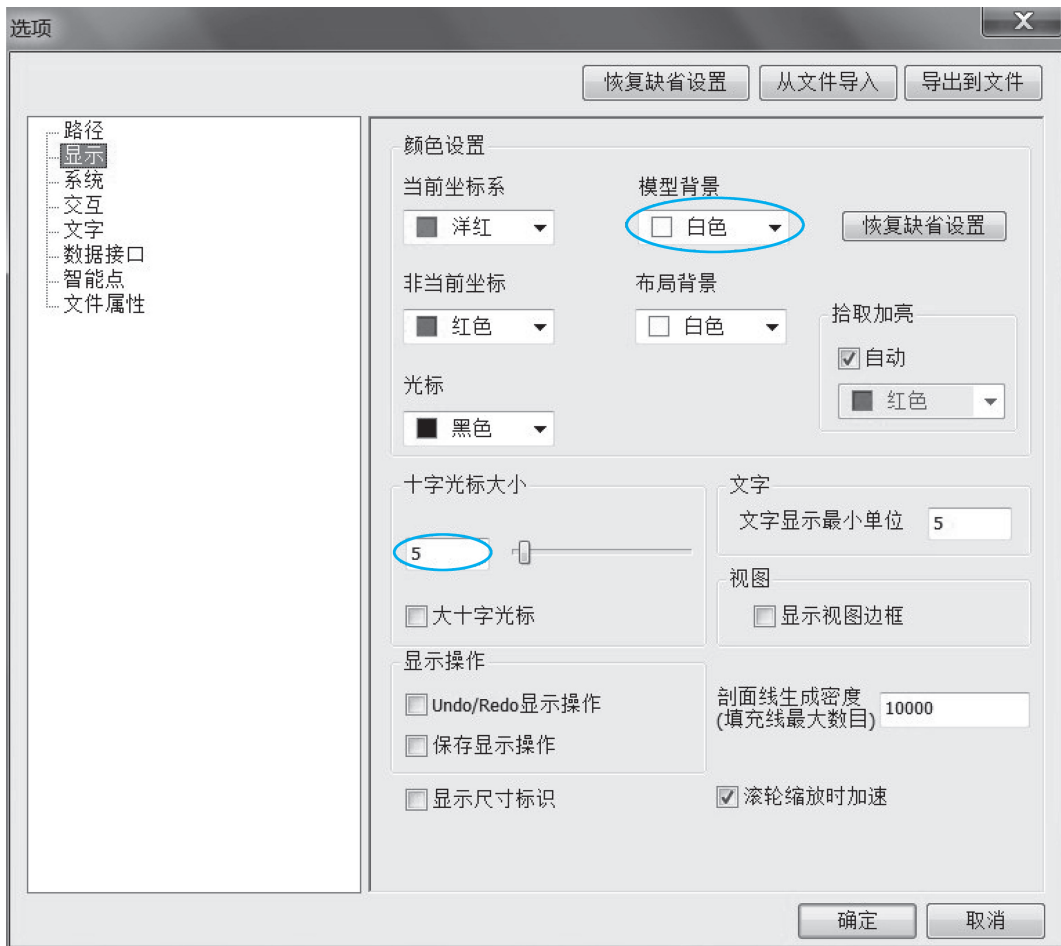 选项
恢复缺省设置 从文件导入 导出到文件
路径
显示
系统
交互
文字
数据接口
智能点
文件属性
颜色设置
当前坐标系 模型背景
洋红 白色 恢复缺省设置
非当前坐标 布局背景
红色 白色
拾取加亮
自动
红色
光标
黑色
十字光标大小
5
大十字光标
文字
文字显示最小单位 5
视图
显示视图边框
显示操作
Undo/Redo显示操作
保存显示操作
剖面线生成密度
(填充线最大数目) 10000
显示尺寸标识 滚轮缩放时加速
确定 取消